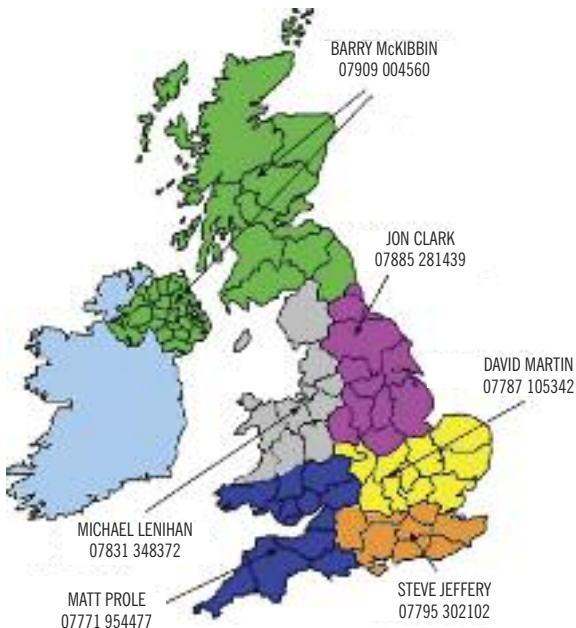 BARRY McKIBBIN
07909 004560
JON CLARK
07885 281439
DAVID MARTIN
07787 105342
MICHAEL LENIHAN
07831 348372
MATT PROLE
07771 954477
STEVE JEFFERY
07795 302102